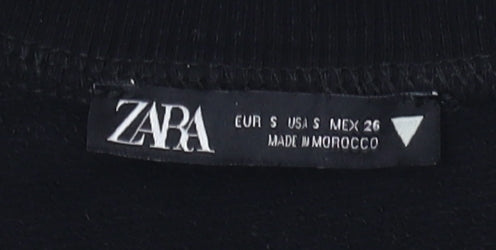 ZARA
EUR S USA S MEX 26
MADE IN MOROCCO